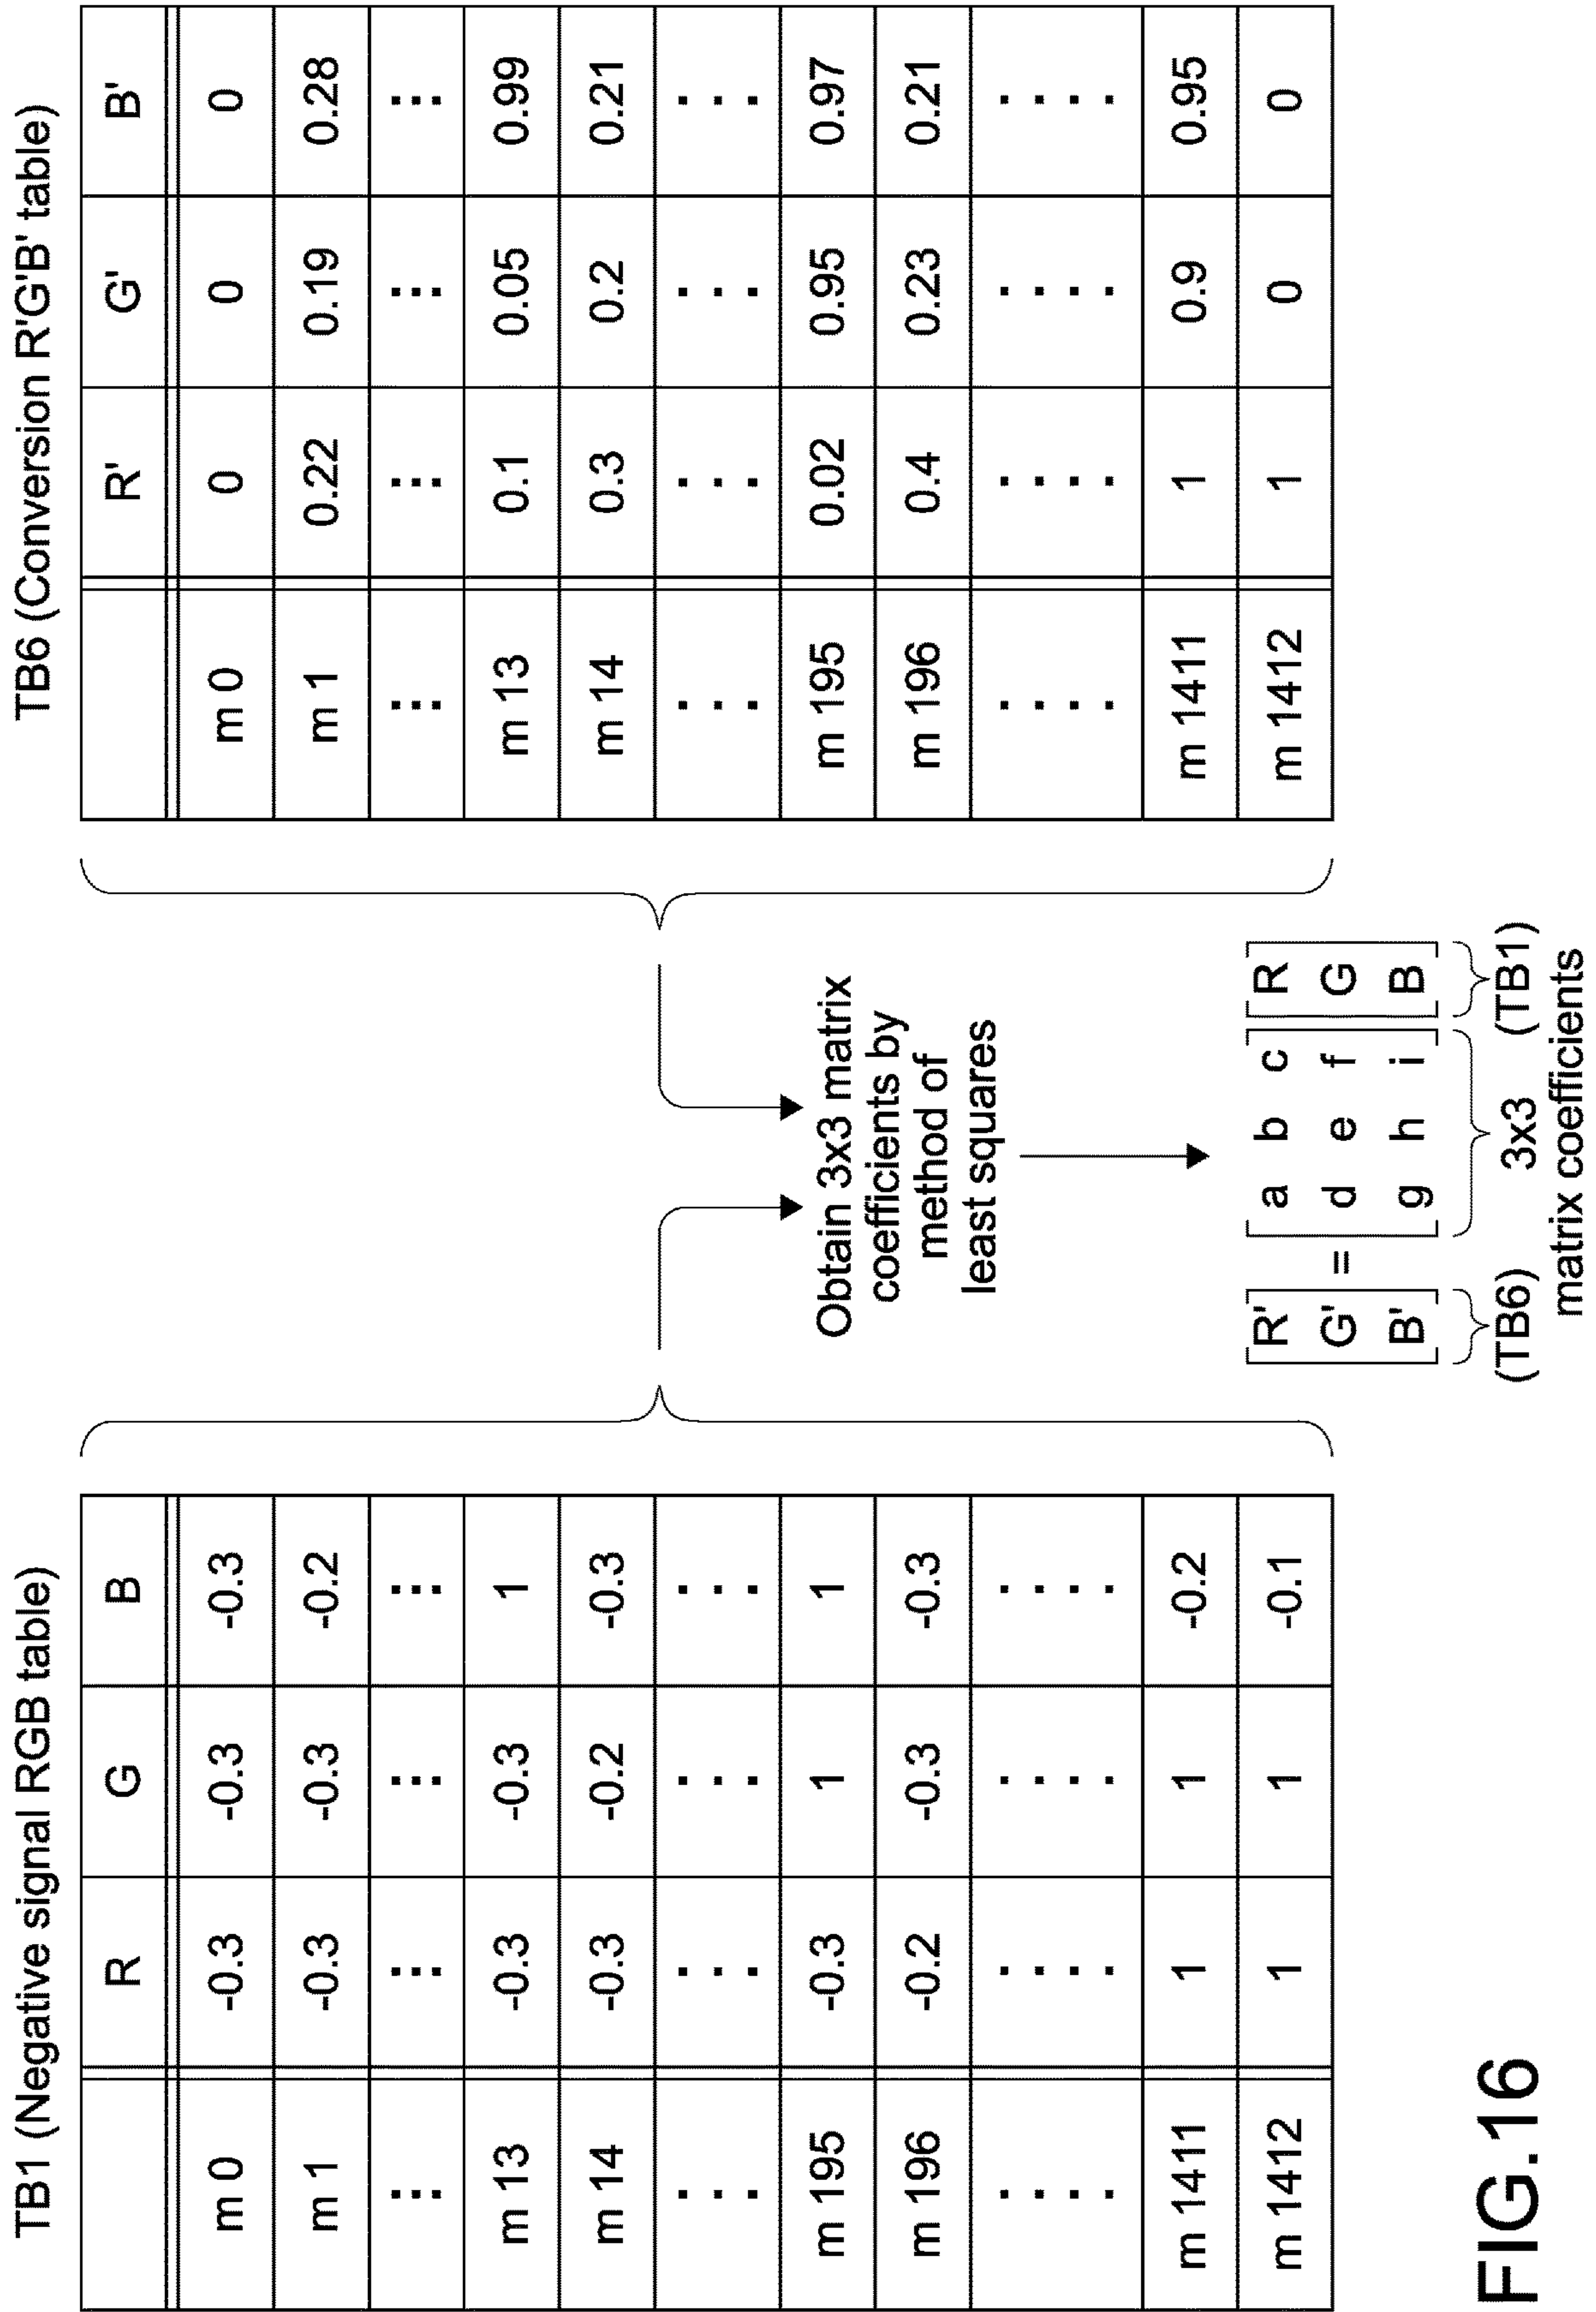 TB1 (Negative signal RGB table)
R G B
m 0 -0.3 -0.3 -0.3
m 1 -0.3 -0.3 -0.2
⋮ ⋮ ⋮ ⋮
m 13 -0.3 -0.3 1
m 14 -0.3 -0.2 -0.3
⋮ ⋮ ⋮ ⋮
m 195 -0.3 1 1
m 196 -0.2 -0.3 -0.3
⋮ ⋮ ⋮ ⋮
m 1411 1 1 -0.2
m 1412 1 1 -0.1
TB6 (Conversion R'G'B' table)
R' G' B'
m 0 0 0 0
m 1 0.22 0.19 0.28
⋮ ⋮ ⋮ ⋮
m 13 0.1 0.05 0.99
m 14 0.3 0.2 0.21
⋮ ⋮ ⋮ ⋮
m 195 0.02 0.95 0.97
m 196 0.4 0.23 0.21
⋮ ⋮ ⋮ ⋮
m 1411 1 0.9 0.95
m 1412 1 0 0
Obtain 3x3 matrix
coefficients by
method of
least squares
R' a b c R
G' = d e f G
B' g h i B
(TB6) 3x3 (TB1)
matrix coefficients
FIG.16